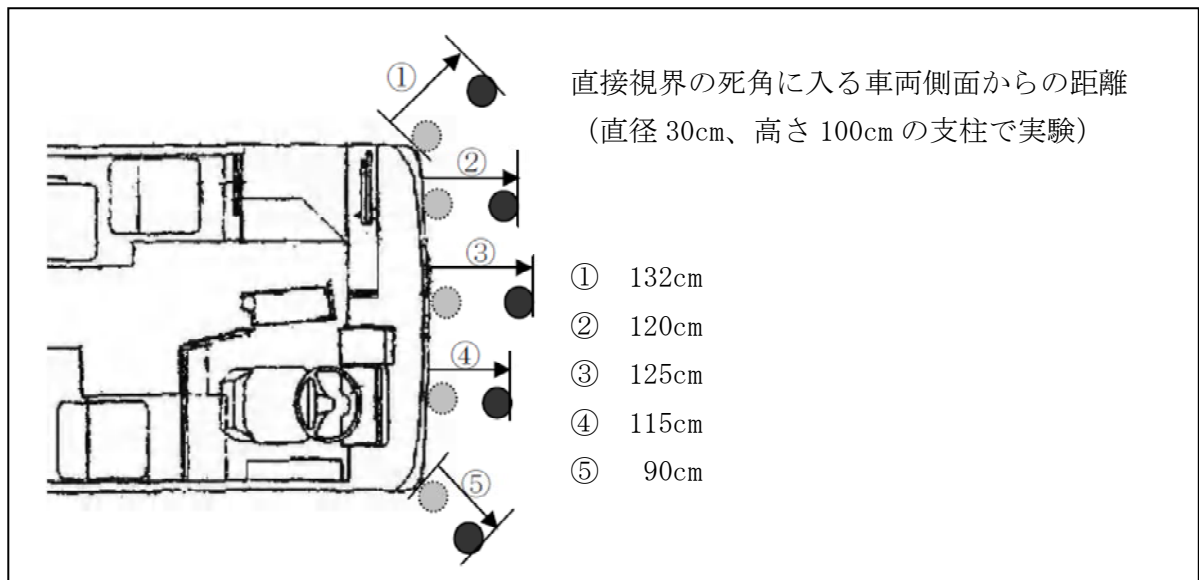 直接視界の死角に入る車両側面からの距離
（直径 30cm、高さ 100cm の支柱で実験）
①
②
③
④
⑤
① 132cm
② 120cm
③ 125cm
④ 115cm
⑤ 90cm